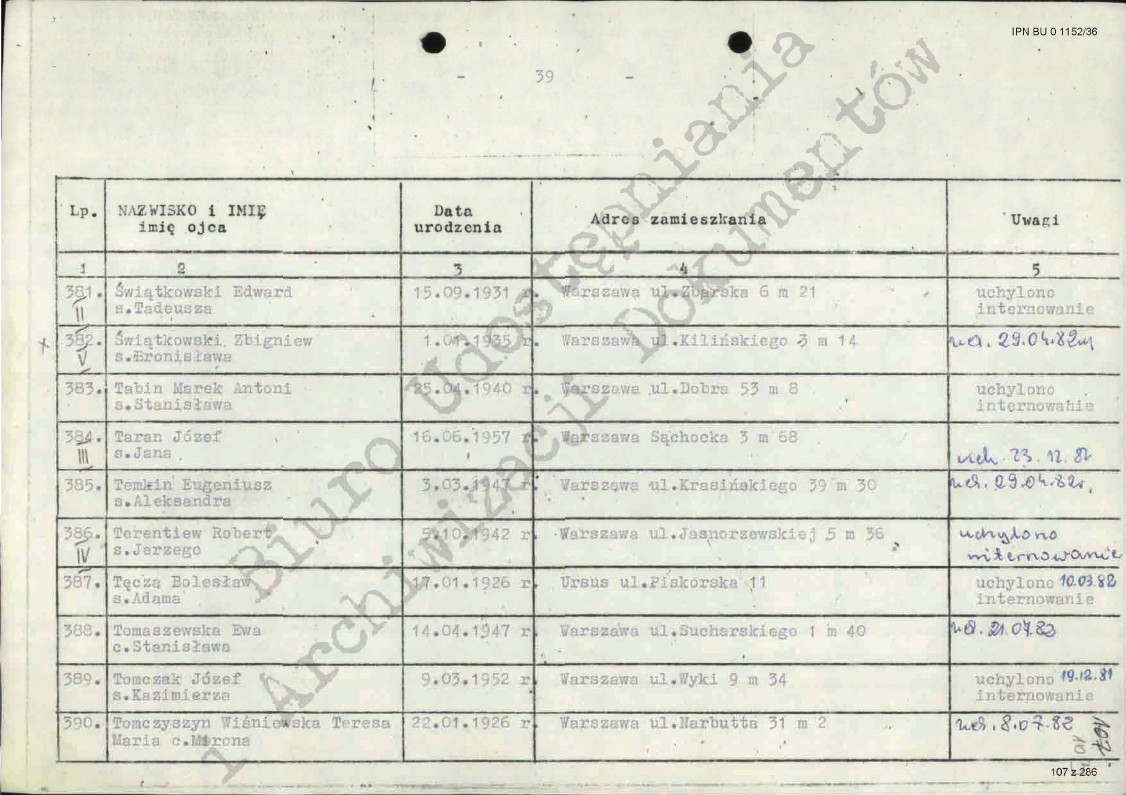 IPN BU 0 1152/36
- 39 -
Biuro Udostępniania
i Archiwizacji Dokumentów
Lp. NAZWISKO i IMIĘ imię ojca Data urodzenia Adres zamieszkania Uwagi
1 2 3 4 5
381. Świątkowski Edward 15.09.1931 r. Warszawa ul.Zbarska 6 m 21 uchylono
II s.Tadeusza internowanie
382. Świątkowski Zbigniew 1.01.1935 r. Warszawa ul.Kilińskiego 3 m 14 29.04.82
V s.Bronisława
383. Tabin Marek Antoni 25.04.1940 r. Warszawa ul.Dobra 53 m 8 uchylono
s.Stanisława internowanie
384. Taran Józef 16.06.1957 r. Warszawa Sąchocka 3 m 68
III s.Jana uch. 23.12.82
385. Temkin Eugeniusz 3.03.1947 r. Warszawa ul.Krasińskiego 39 m 30 29.04.82r.
s.Aleksandra
386. Terentiew Robert 5.10.1942 r. Warszawa ul.Jasnorzewskiej 5 m 36 uchylono
IV s.Jerzego internowanie
387. Tęcza Bolesław 17.01.1926 r. Ursus ul.Piskorska 11 uchylono 10.03.82
s.Adama internowanie
388. Tomaszewska Ewa 14.04.1947 r. Warszawa ul.Sucharskiego 1 m 40 21.07.82
c.Stanisława
389. Tomczak Józef 9.03.1952 r. Warszawa ul.Wyki 9 m 34 uchylono 19.12.81
s.Kazimierza internowanie
390. Tomczyszyn Wiśniewska Teresa 22.01.1926 r. Warszawa ul.Narbutta 31 m 2 8.07.82
Maria c.Mirona
107
107 z 286